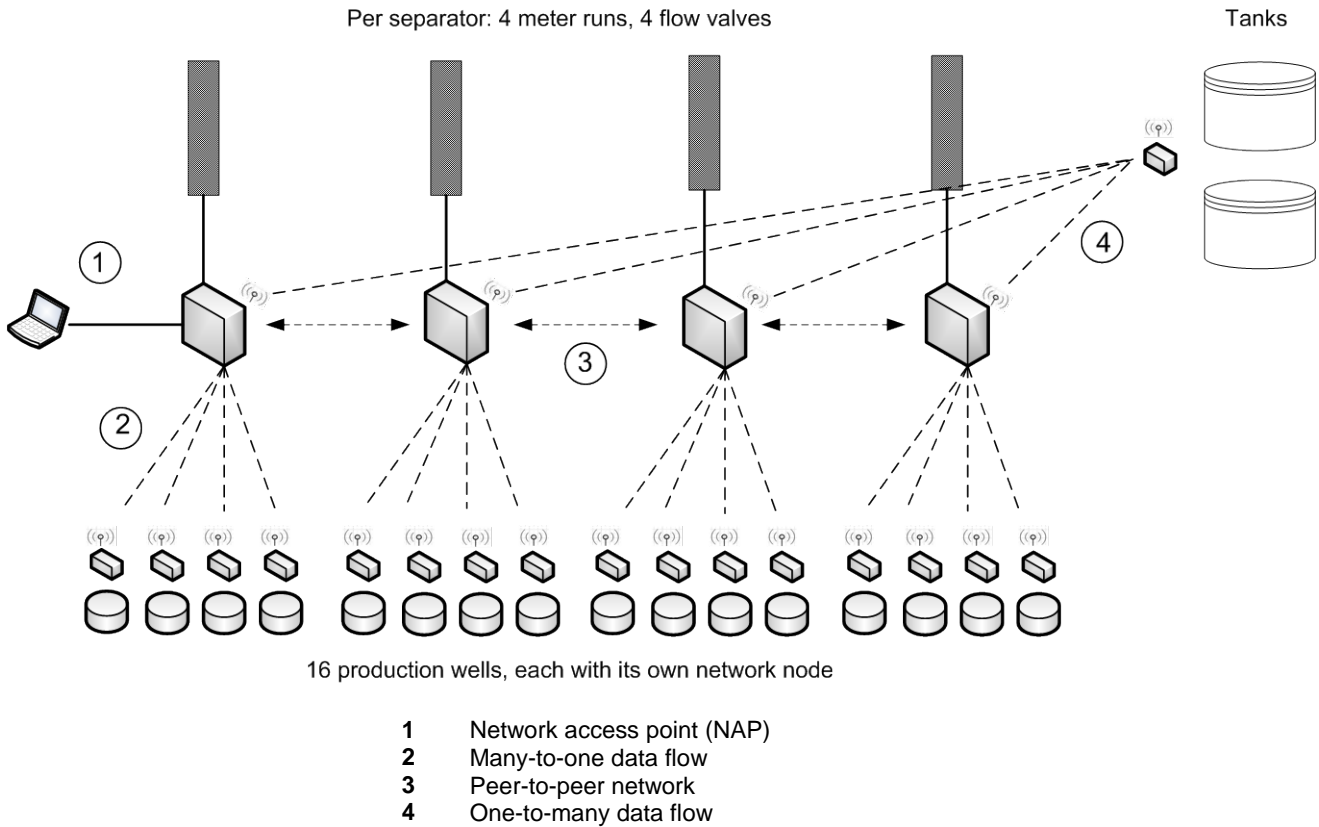 Per separator: 4 meter runs, 4 flow valves
Tanks
1
4
3
2
16 production wells, each with its own network node
1 Network access point (NAP)
2 Many-to-one data flow
3 Peer-to-peer network
4 One-to-many data flow